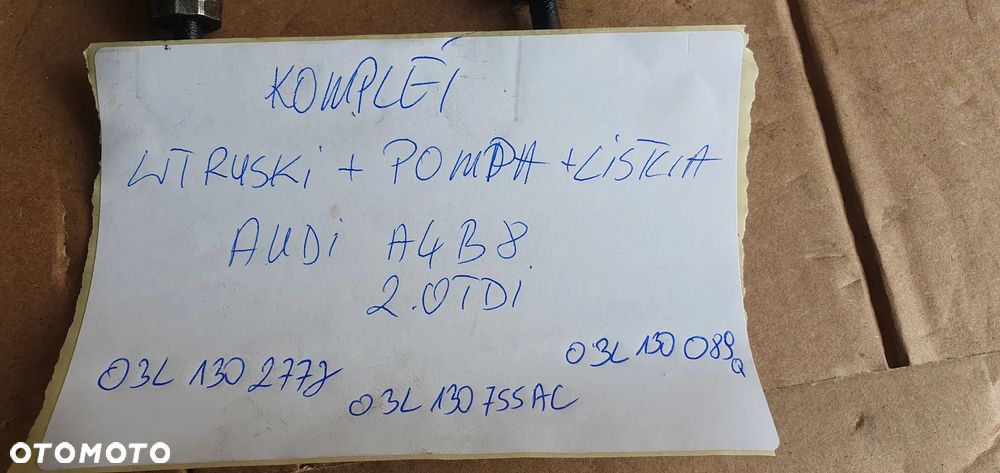 KOMPLET
WTRYSKI + POMPA + LISTWA
AUDi A4B8
2.0TDi
03L 130 089Q
03L 130 277J
03L 130 755AC
OTOMOTO